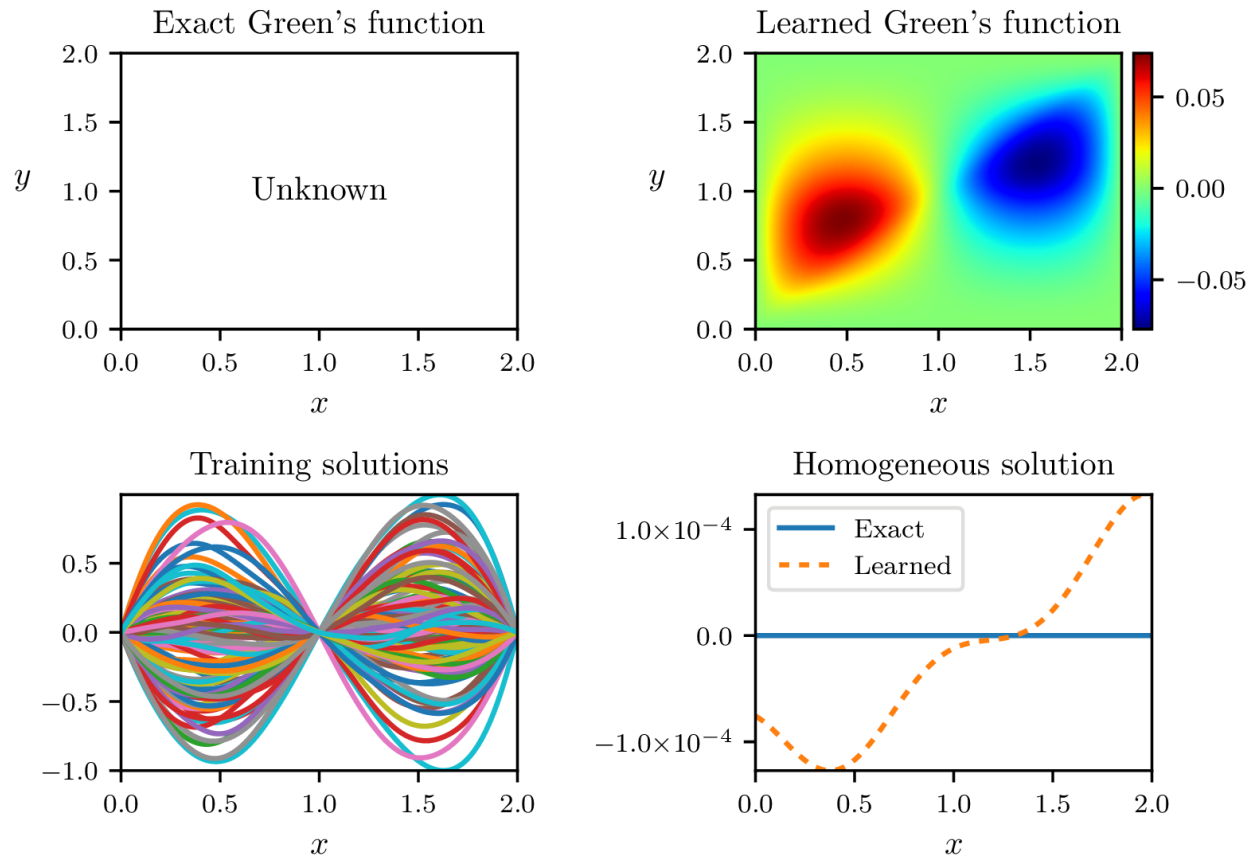 Exact Green's function
2.0
1.5
1.0
0.5
0.0
y
Unknown
0.0 0.5 1.0 1.5 2.0
x
Learned Green's function
2.0
1.5
1.0
0.5
0.0
y
0.0 0.5 1.0 1.5 2.0
x
0.05
0.00
−0.05
Training solutions
0.5
0.0
−0.5
−1.0
0.0 0.5 1.0 1.5 2.0
x
Homogeneous solution
1.0×10⁻⁴
0.0
−1.0×10⁻⁴
Exact
Learned
0.0 0.5 1.0 1.5 2.0
x